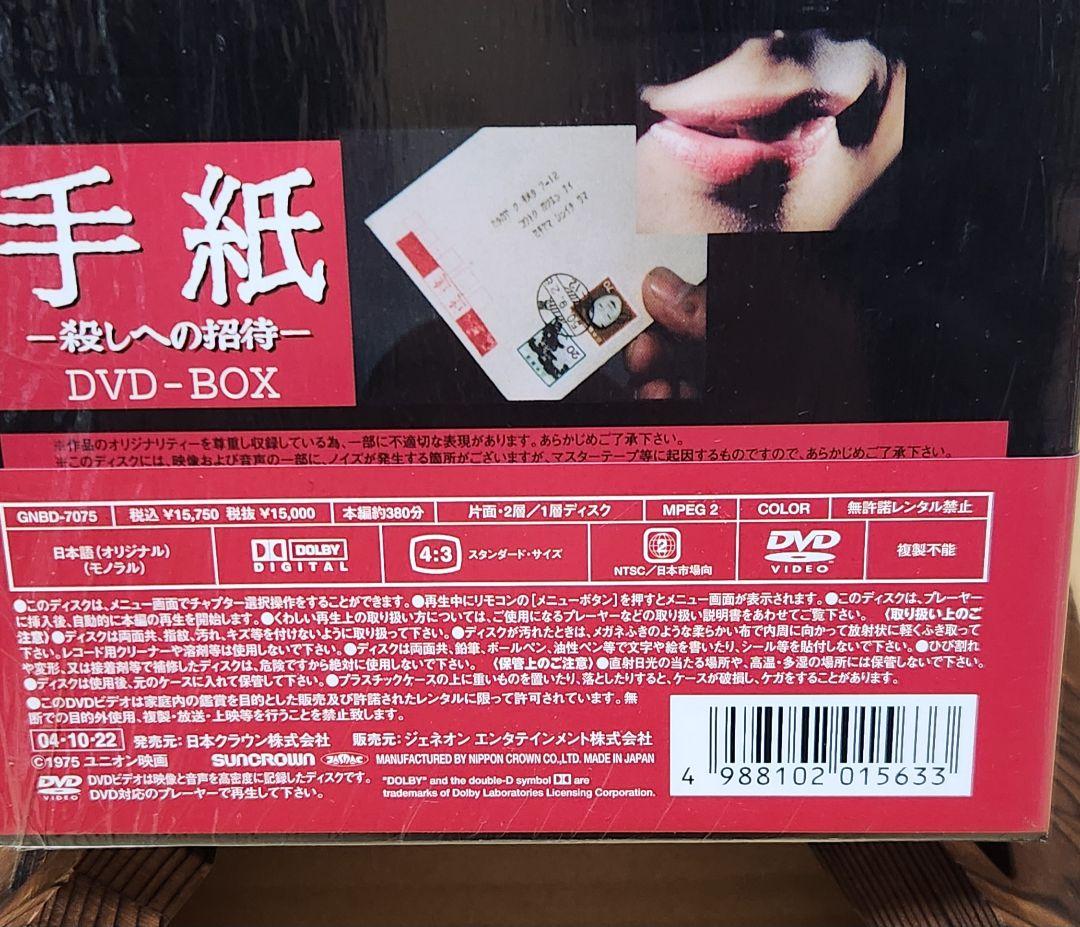 手紙
―殺しへの招待―
DVD-BOX
20
※作品のオリジナリティーを尊重し収録している為、一部に不適切な表現があります。あらかじめご了承下さい。
※このディスクには、映像および音声の一部に、ノイズが発生する箇所がございますが、マスターテープ等に起因するものですので、あらかじめご了承下さい。
GNBD-7075 税込 ¥15,750 税抜 ¥15,000 本編約380分 片面・2層/1層ディスク MPEG 2 COLOR 無許諾レンタル禁止
日本語(オリジナル)
(モノラル)
DOLBY
DIGITAL
4:3 スタンダード・サイズ
2
NTSC/日本市場向
DVD
VIDEO
複製不能
●このディスクは、メニュー画面でチャプター選択操作をすることができます。●再生中にリモコンの[メニューボタン]を押すとメニュー画面が表示されます。●このディスクは、プレーヤー
に挿入後、自動的に本編の再生を開始します。●くわしい再生上の取り扱い方については、ご使用になるプレーヤーなどの取り扱い説明書をあわせてご覧下さい。《取り扱い上のご
注意》●ディスクは両面共、指紋、汚れ、キズ等を付けないように取り扱って下さい。●ディスクが汚れたときは、メガネふきのような柔らかい布で内周に向かって放射状に軽くふき取って
下さい。レコード用クリーナーや溶剤等は使用しないで下さい。●ディスクは両面共、鉛筆、ボールペン、油性ペン等で文字や絵を書いたり、シール等を貼付しないで下さい。●ひび割れ
や変形、又は接着剤等で補修したディスクは、危険ですから絶対に使用しないで下さい。《保管上のご注意》●直射日光の当たる場所や、高温・多湿の場所には保管しないで下さい。
●ディスクは使用後、元のケースに入れて保管して下さい。●プラスチックケースの上に重いものを置いたり、落としたりすると、ケースが破損し、ケガをすることがあります。
●このDVDビデオは家庭内の鑑賞を目的とした販売及び許諾されたレンタルに限って許可されています。無
断での目的外使用、複製・放送・上映等を行うことを禁止致します。
04・10・22 発売元:日本クラウン株式会社 販売元:ジェネオン エンタテインメント株式会社
©1975 ユニオン映画 SUNCROWN JASRAC MANUFACTURED BY NIPPON CROWN CO.,LTD. MADE IN JAPAN
DVD
VIDEO
DVDビデオは映像と音声を高密度に記録したディスクです。
DVD対応のプレーヤーで再生して下さい。
"DOLBY" and the double-D symbol are
trademarks of Dolby Laboratories Licensing Corporation.
4 988102 015633